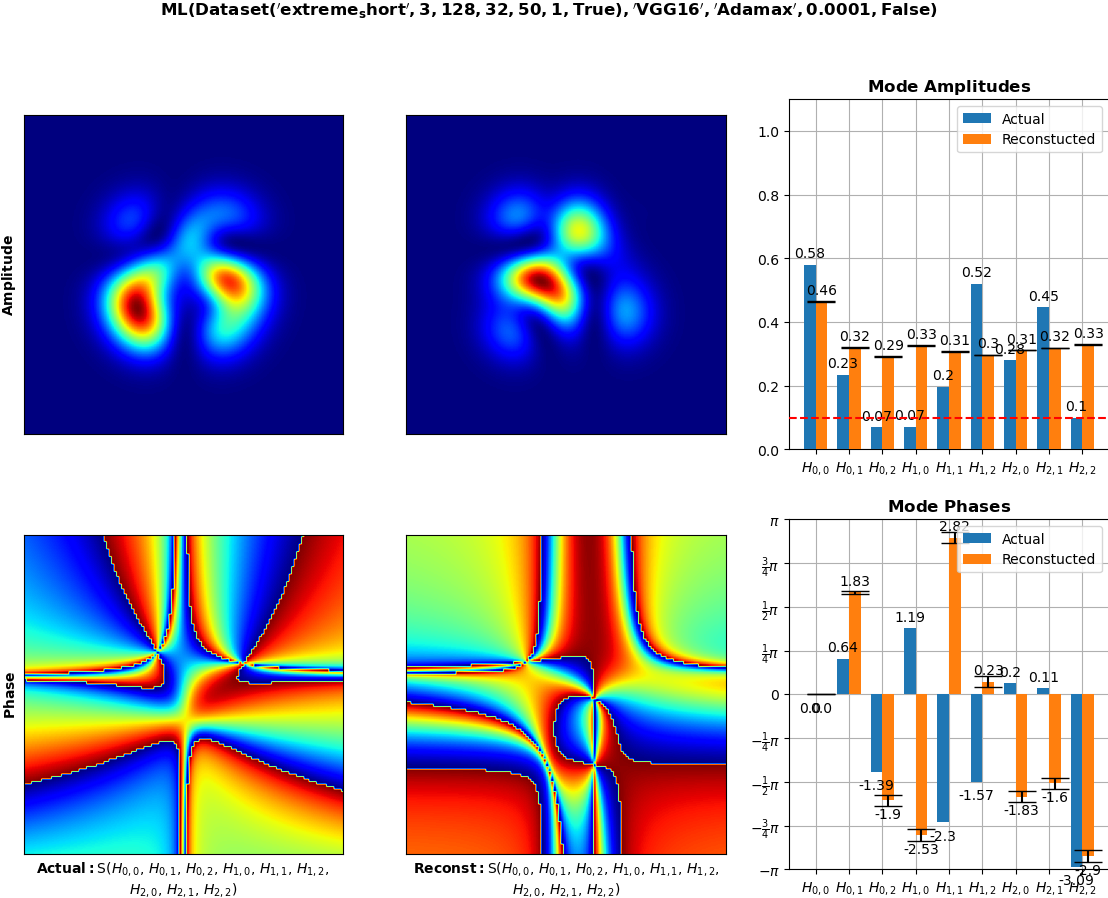 ML(Dataset(′extreme_short′, 3, 128, 32, 50, 1, True), ′VGG16′, ′Adamax′, 0.0001, False)
Amplitude
Mode Amplitudes
Actual
Reconstucted
1.0
0.8
0.6
0.4
0.2
0.0
0.58
0.46
0.23
0.32
0.07
0.29
0.07
0.33
0.2
0.31
0.52
0.3
0.28
0.31
0.45
0.32
0.1
0.33
H0,0 H0,1 H0,2 H1,0 H1,1 H1,2 H2,0 H2,1 H2,2
Phase
Actual: S(H0,0, H0,1, H0,2, H1,0, H1,1, H1,2,
H2,0, H2,1, H2,2)
Reconst: S(H0,0, H0,1, H0,2, H1,0, H1,1, H1,2,
H2,0, H2,1, H2,2)
Mode Phases
Actual
Reconstucted
π
3/4π
1/2π
1/4π
0
−1/4π
−1/2π
−3/4π
−π
0.0
0.0
0.64
1.83
-1.39
-1.9
1.19
-2.53
-2.3
2.82
-1.57
0.23
0.2
-1.83
0.11
-1.6
-3.09
-2.9
H0,0 H0,1 H0,2 H1,0 H1,1 H1,2 H2,0 H2,1 H2,2